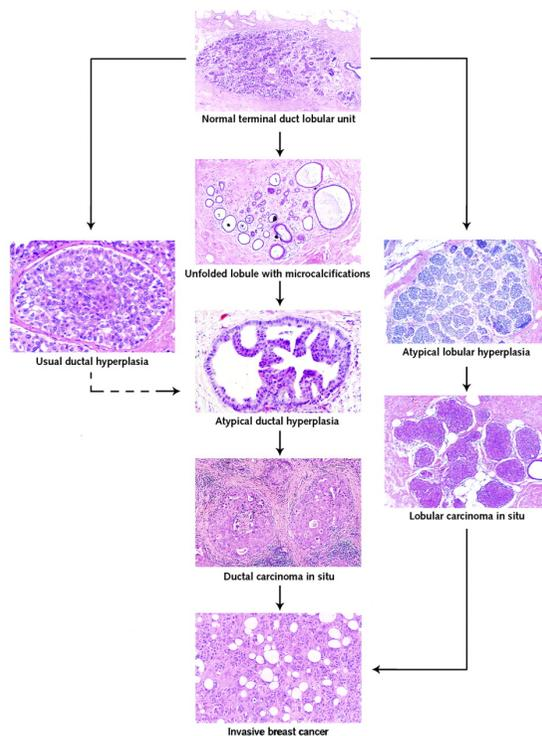 Normal terminal duct lobular unit
Unfolded lobule with microcalcifications
Usual ductal hyperplasia
Atypical lobular hyperplasia
Atypical ductal hyperplasia
Lobular carcinoma in situ
Ductal carcinoma in situ
Invasive breast cancer